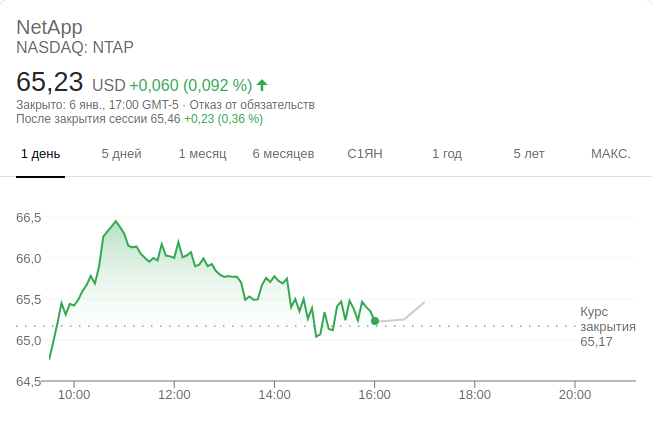 NetApp
NASDAQ: NTAP
65,23 USD +0,060 (0,092 %)
Закрыто: 6 янв., 17:00 GMT-5 · Отказ от обязательств
После закрытия сессии 65,46 +0,23 (0,36 %)
1 день 5 дней 1 месяц 6 месяцев С1ЯН 1 год 5 лет МАКС.
66,5
66,0
65,5
65,0
64,5
Курс
закрытия
65,17
10:00 12:00 14:00 16:00 18:00 20:00